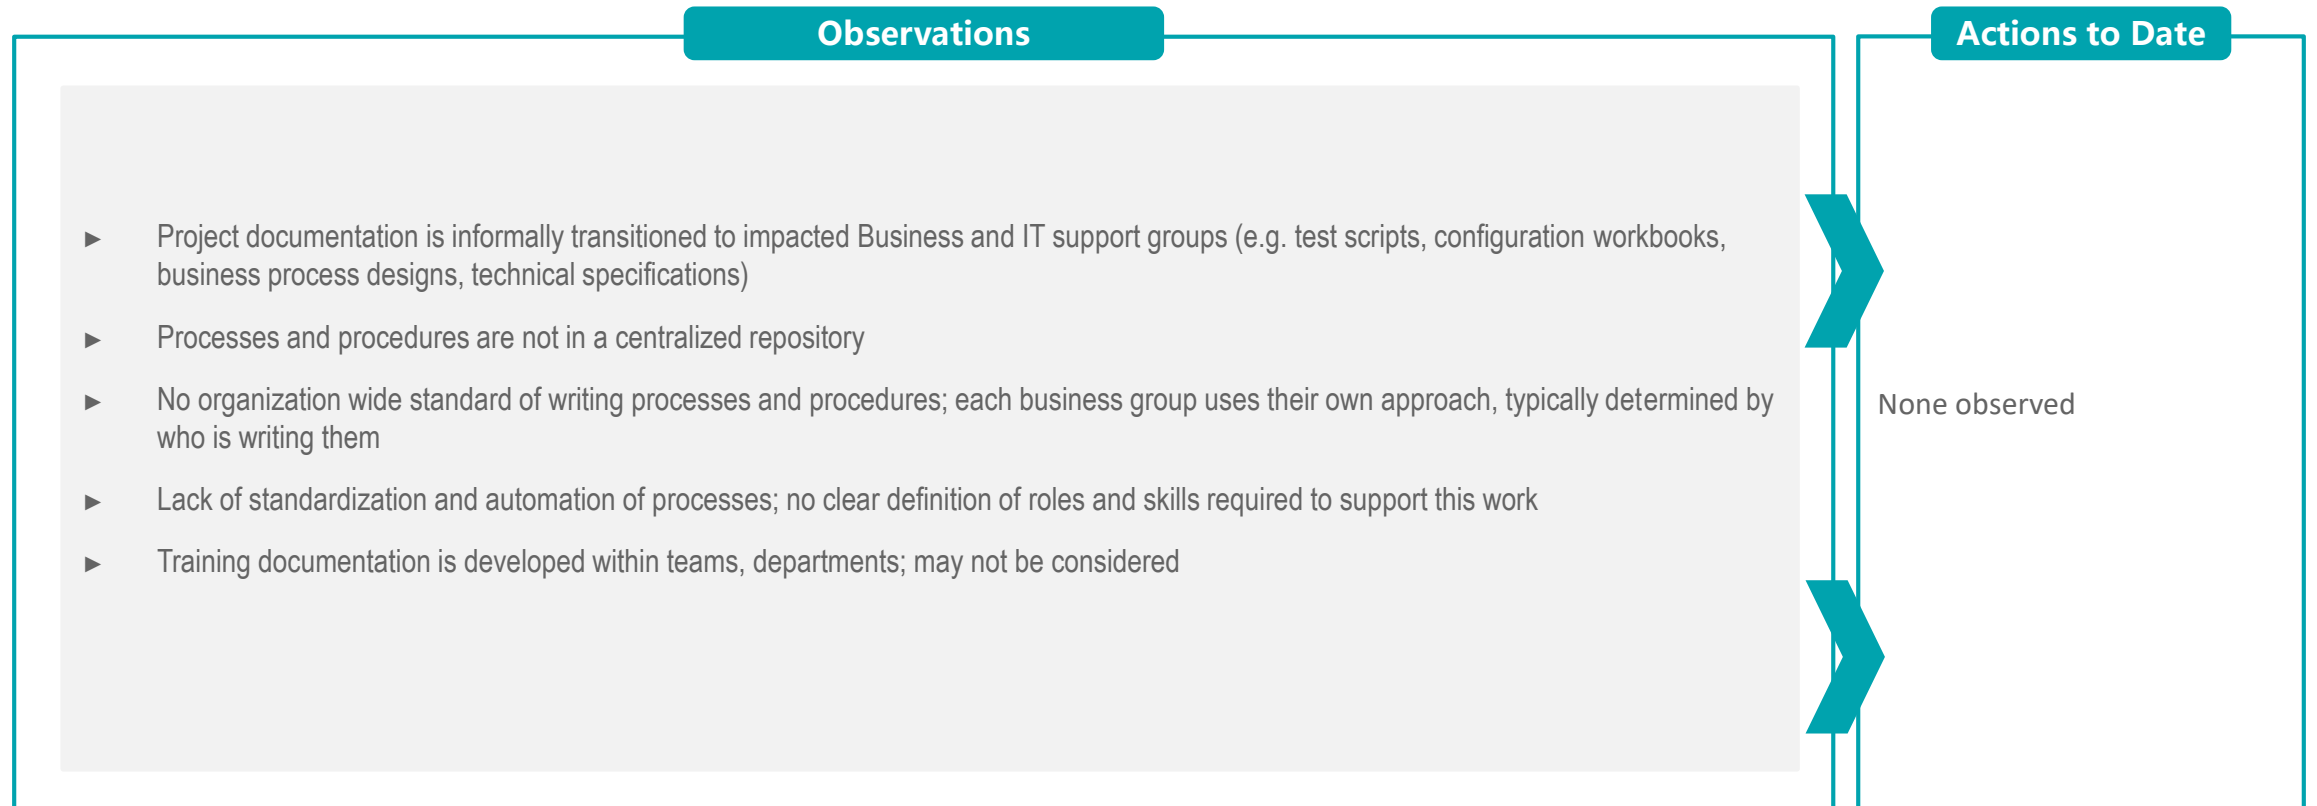 Observations
Actions to Date
► Project documentation is informally transitioned to impacted Business and IT support groups (e.g. test scripts, configuration workbooks,
business process designs, technical specifications)
► Processes and procedures are not in a centralized repository
► No organization wide standard of writing processes and procedures; each business group uses their own approach, typically determined by
who is writing them
► Lack of standardization and automation of processes; no clear definition of roles and skills required to support this work
► Training documentation is developed within teams, departments; may not be considered
None observed